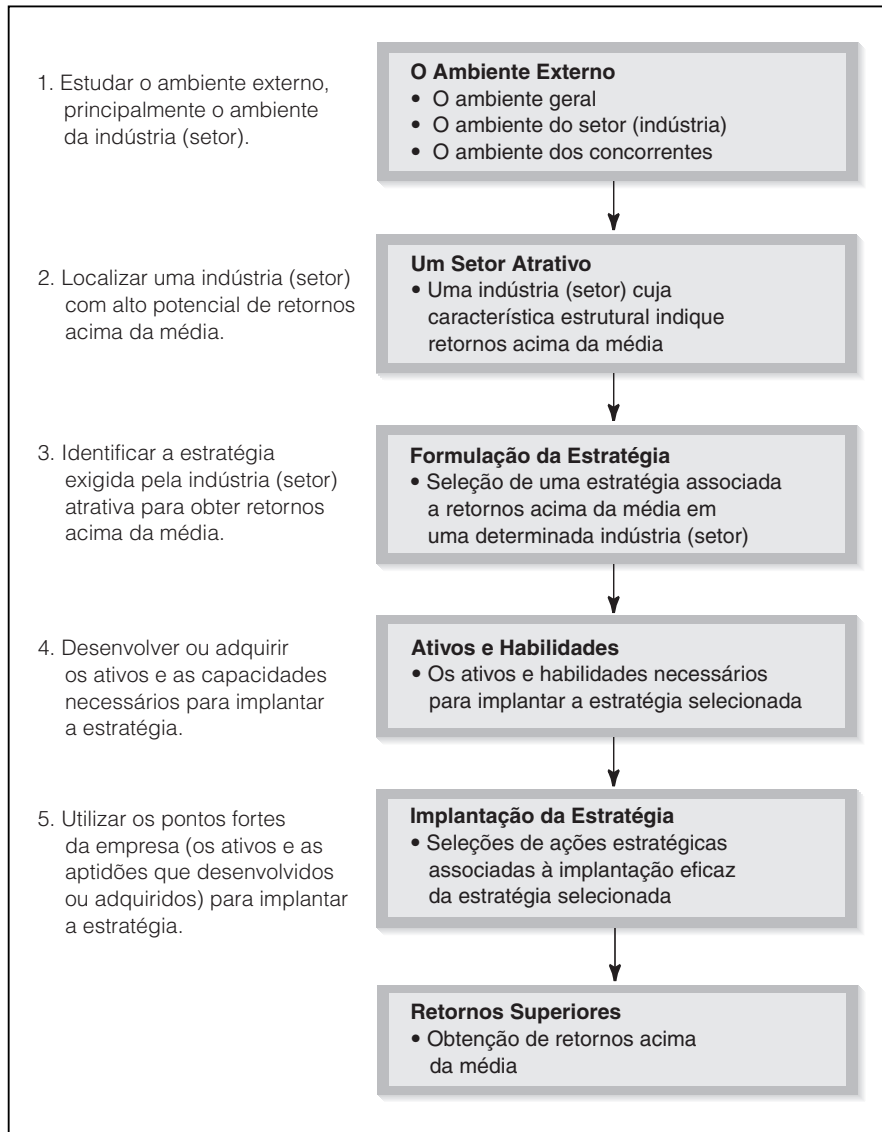 1. Estudar o ambiente externo,
principalmente o ambiente
da indústria (setor).
O Ambiente Externo
• O ambiente geral
• O ambiente do setor (indústria)
• O ambiente dos concorrentes
2. Localizar uma indústria (setor)
com alto potencial de retornos
acima da média.
Um Setor Atrativo
• Uma indústria (setor) cuja
característica estrutural indique
retornos acima da média
3. Identificar a estratégia
exigida pela indústria (setor)
atrativa para obter retornos
acima da média.
Formulação da Estratégia
• Seleção de uma estratégia associada
a retornos acima da média em
uma determinada indústria (setor)
4. Desenvolver ou adquirir
os ativos e as capacidades
necessários para implantar
a estratégia.
Ativos e Habilidades
• Os ativos e habilidades necessários
para implantar a estratégia selecionada
5. Utilizar os pontos fortes
da empresa (os ativos e as
aptidões que desenvolvidos
ou adquiridos) para implantar
a estratégia.
Implantação da Estratégia
• Seleções de ações estratégicas
associadas à implantação eficaz
da estratégia selecionada
Retornos Superiores
• Obtenção de retornos acima
da média